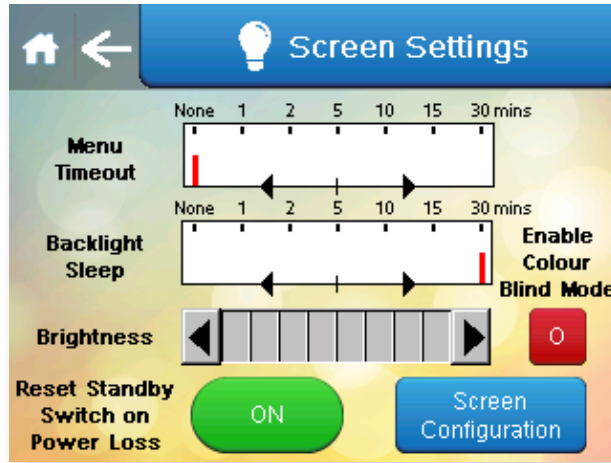 Screen Settings
None 1 2 5 10 15 30 mins
Menu
Timeout
None 1 2 5 10 15 30 mins
Backlight
Sleep
Enable
Colour
Blind Mode
Brightness
O
Reset Standby
Switch on
Power Loss
ON
Screen
Configuration